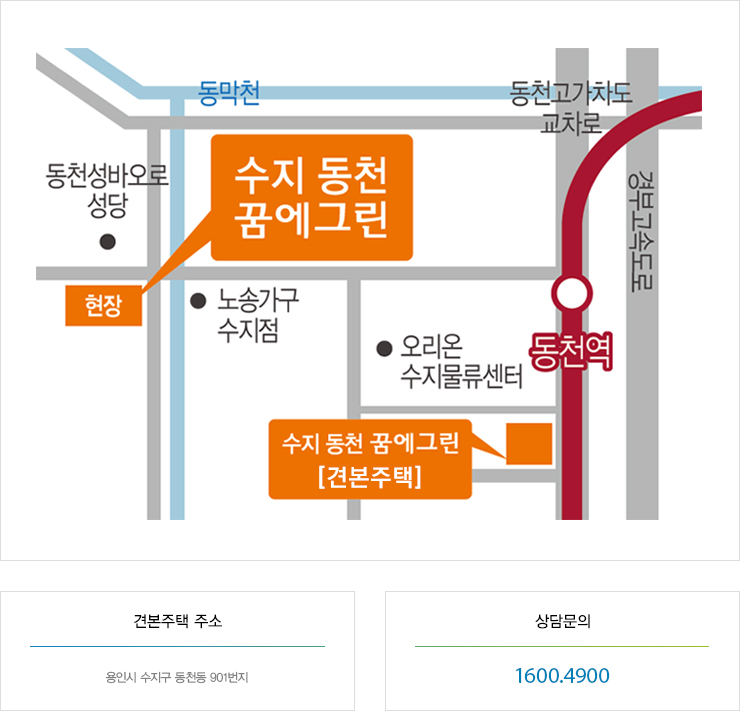 동막천
동천고가차도
교차로
동천성바오로
성당
수지 동천
꿈에그린
경부고속도로
현장
노송가구
수지점
동천역
오리온
수지물류센터
수지 동천 꿈에그린
[견본주택]
견본주택 주소
용인시 수지구 동천동 901번지
상담문의
1600.4900